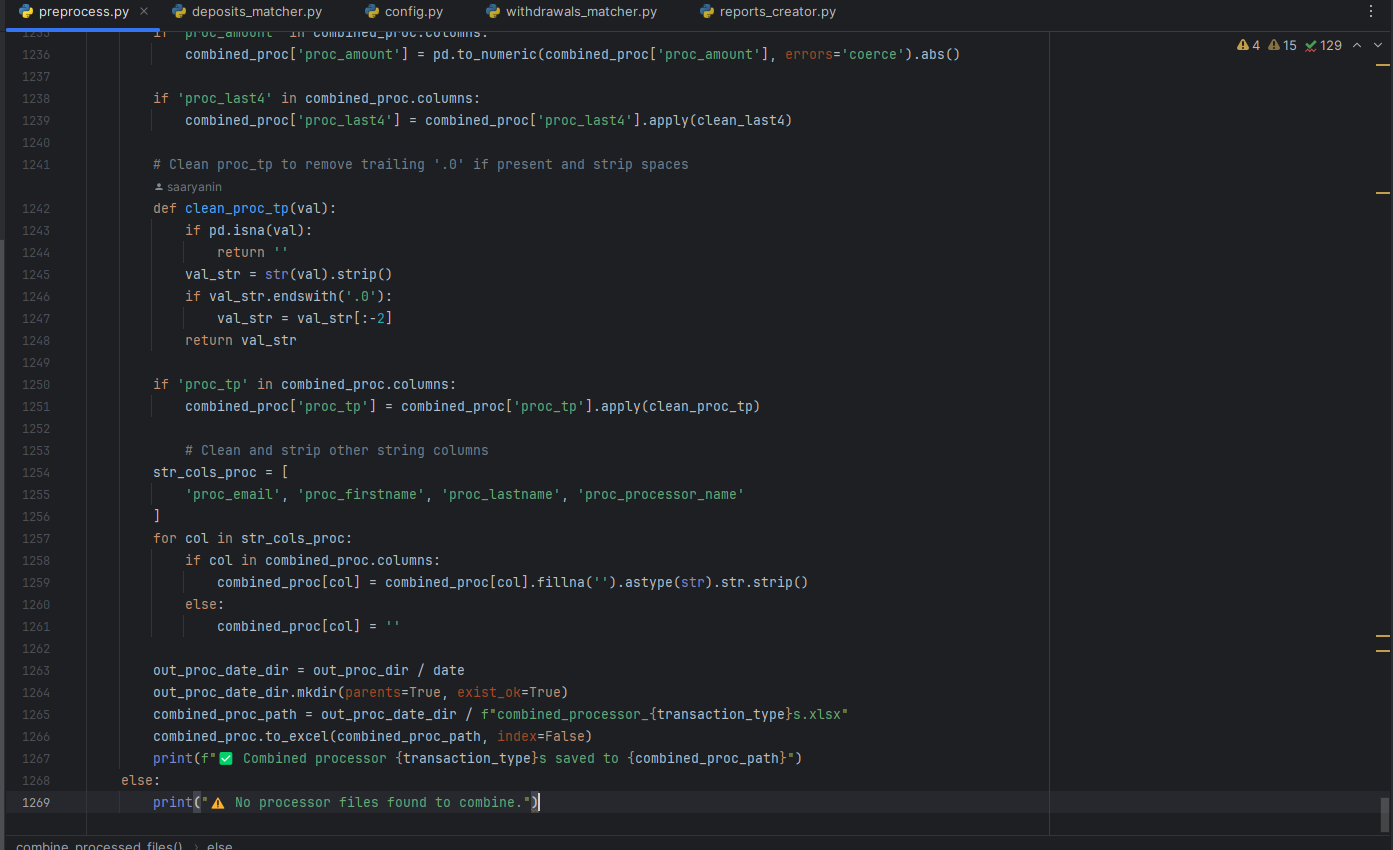 preprocess.py
deposits_matcher.py
config.py
withdrawals_matcher.py
reports_creator.py
4 15 129
1235 if 'proc_amount' in combined_proc.columns:
1236 combined_proc['proc_amount'] = pd.to_numeric(combined_proc['proc_amount'], errors='coerce').abs()
1237
1238 if 'proc_last4' in combined_proc.columns:
1239 combined_proc['proc_last4'] = combined_proc['proc_last4'].apply(clean_last4)
1240
1241 # Clean proc_tp to remove trailing '.0' if present and strip spaces
saaryanin
1242 def clean_proc_tp(val):
1243 if pd.isna(val):
1244 return ''
1245 val_str = str(val).strip()
1246 if val_str.endswith('.0'):
1247 val_str = val_str[:-2]
1248 return val_str
1249
1250 if 'proc_tp' in combined_proc.columns:
1251 combined_proc['proc_tp'] = combined_proc['proc_tp'].apply(clean_proc_tp)
1252
1253 # Clean and strip other string columns
1254 str_cols_proc = [
1255 'proc_email', 'proc_firstname', 'proc_lastname', 'proc_processor_name'
1256 ]
1257 for col in str_cols_proc:
1258 if col in combined_proc.columns:
1259 combined_proc[col] = combined_proc[col].fillna('').astype(str).str.strip()
1260 else:
1261 combined_proc[col] = ''
1262
1263 out_proc_date_dir = out_proc_dir / date
1264 out_proc_date_dir.mkdir(parents=True, exist_ok=True)
1265 combined_proc_path = out_proc_date_dir / f"combined_processor_{transaction_type}s.xlsx"
1266 combined_proc.to_excel(combined_proc_path, index=False)
1267 print(f"✅ Combined processor {transaction_type}s saved to {combined_proc_path}")
1268 else:
1269 print("⚠️ No processor files found to combine.")
combine_processed_files() › else